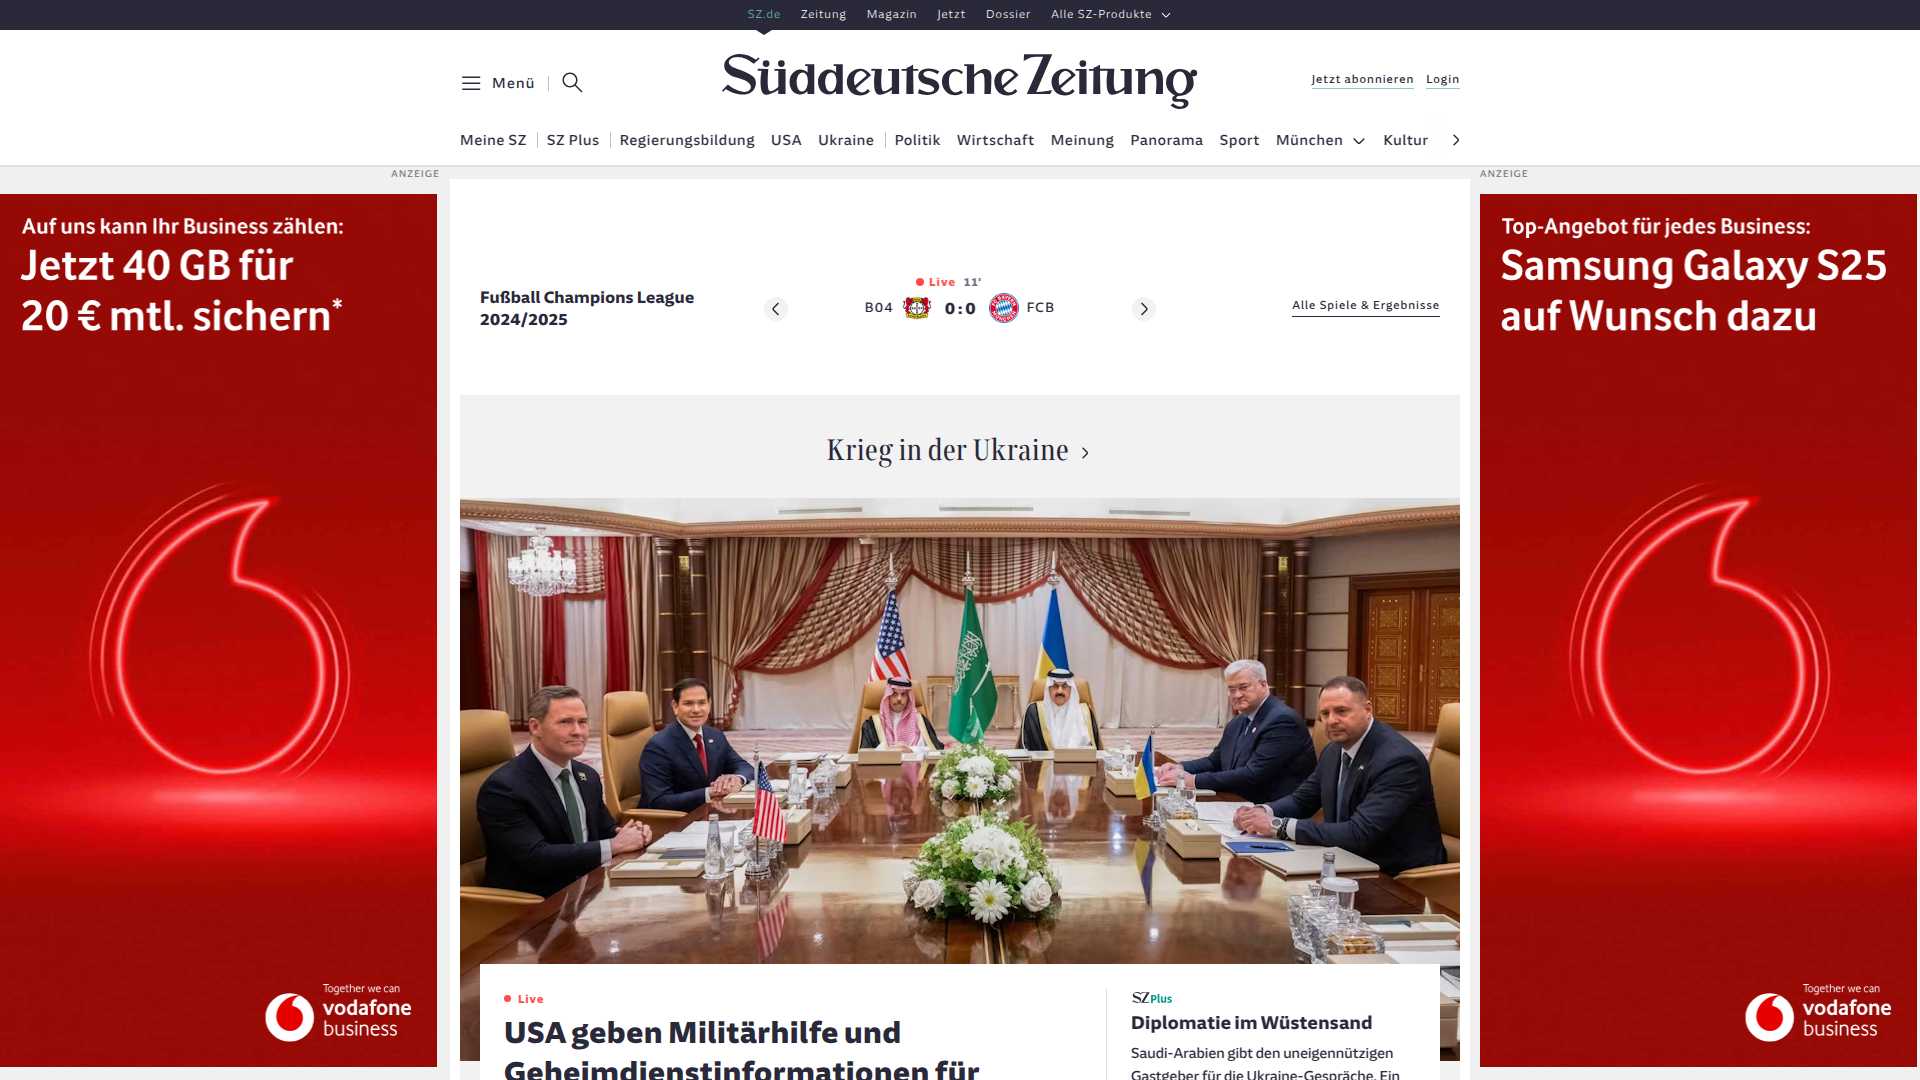 SZ.de Zeitung Magazin Jetzt Dossier Alle SZ-Produkte
Menü
Süddeutsche Zeitung
Jetzt abonnieren Login
Meine SZ SZ Plus Regierungsbildung USA Ukraine Politik Wirtschaft Meinung Panorama Sport München Kultur
ANZEIGE
ANZEIGE
Auf uns kann Ihr Business zählen:
Jetzt 40 GB für
20 € mtl. sichern*
Together we can
vodafone
business
Fußball Champions League
2024/2025
Live 11'
B04 0:0 FCB
Alle Spiele & Ergebnisse
Krieg in der Ukraine
Live
USA geben Militärhilfe und
Geheimdienstinformationen für
SZ Plus
Diplomatie im Wüstensand
Saudi-Arabien gibt den uneigennützigen
Gastgeber für die Ukraine-Gespräche. Ein
Top-Angebot für jedes Business:
Samsung Galaxy S25
auf Wunsch dazu
Together we can
vodafone
business